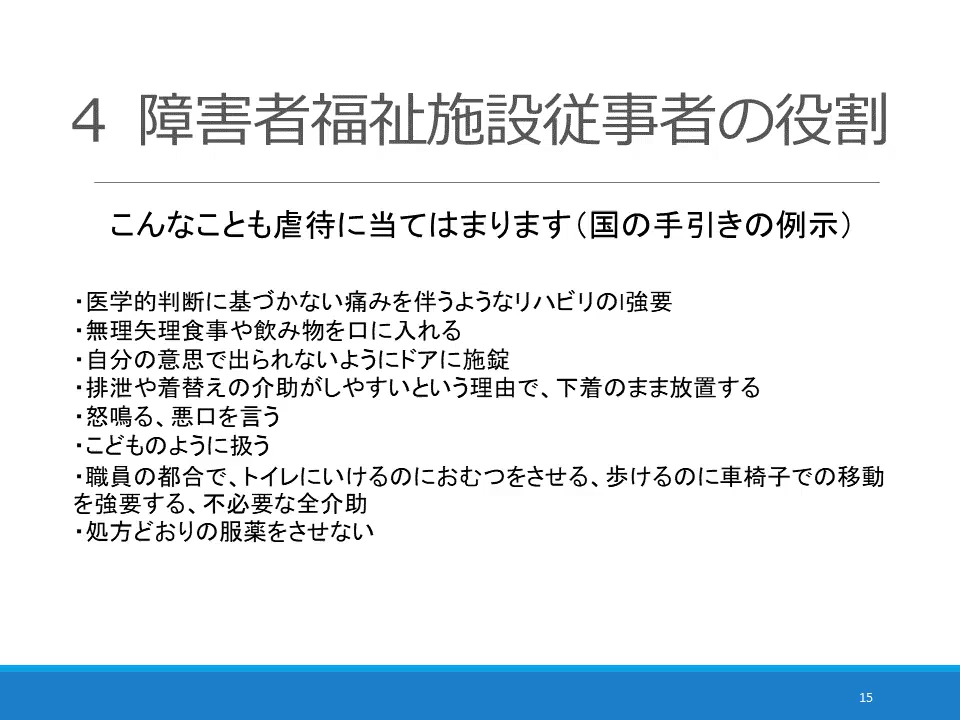 ４ 障害者福祉施設従事者の役割
こんなことも虐待に当てはまります（国の手引きの例示）
・医学的判断に基づかない痛みを伴うようなリハビリのl強要
・無理矢理食事や飲み物を口に入れる
・自分の意思で出られないようにドアに施錠
・排泄や着替えの介助がしやすいという理由で、下着のまま放置する
・怒鳴る、悪口を言う
・こどものように扱う
・職員の都合で、トイレにいけるのにおむつをさせる、歩けるのに車椅子での移動
を強要する、不必要な全介助
・処方どおりの服薬をさせない
15